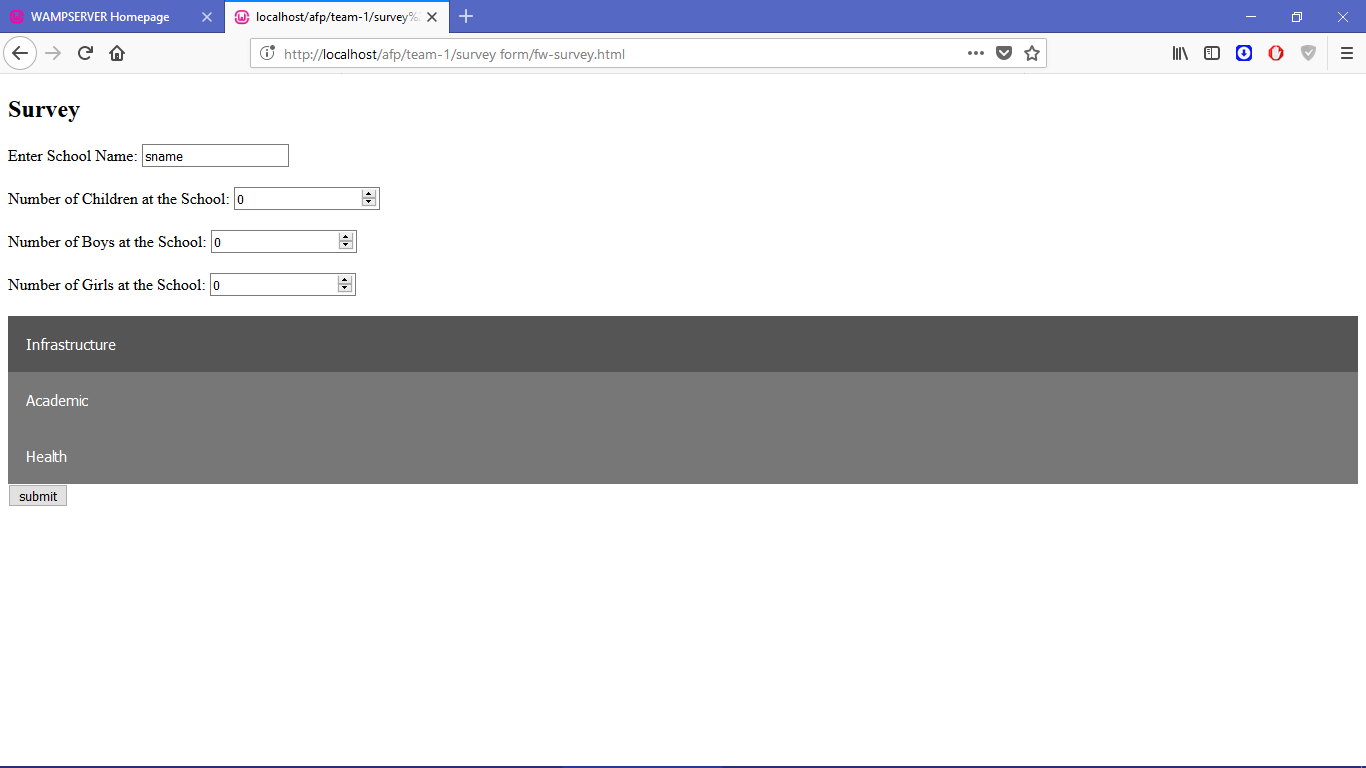 WAMPSERVER Homepage
localhost/afp/team-1/survey%2
http://localhost/afp/team-1/survey form/fw-survey.html
Survey
Enter School Name: sname
Number of Children at the School: 0
Number of Boys at the School: 0
Number of Girls at the School: 0
Infrastructure
Academic
Health
submit